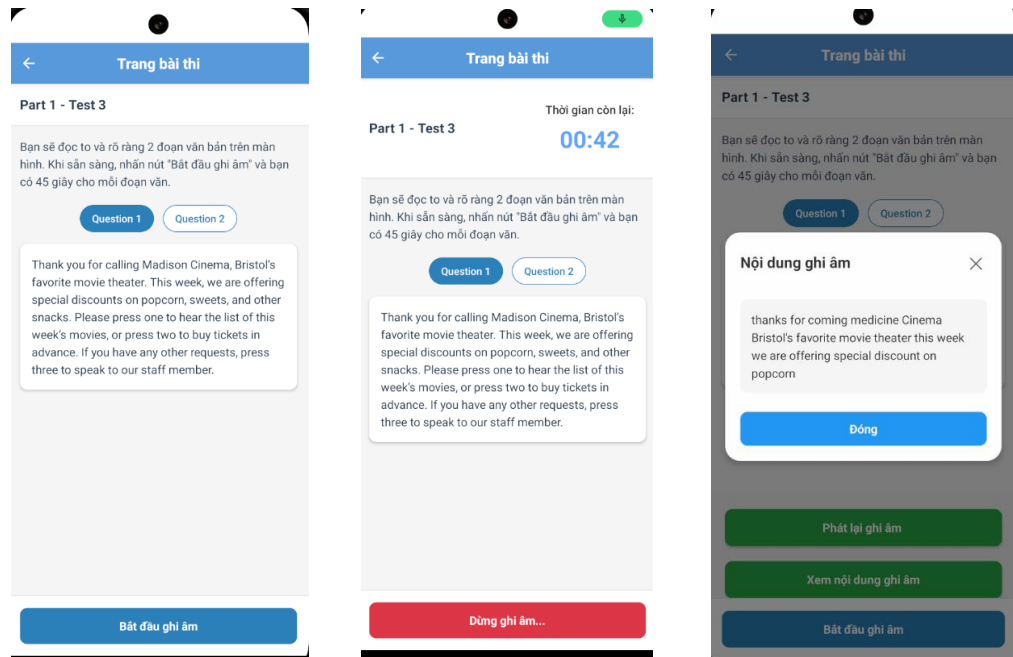 Trang bài thi
Part 1 - Test 3
Bạn sẽ đọc to và rõ ràng 2 đoạn văn bản trên màn
hình. Khi sẵn sàng, nhấn nút "Bắt đầu ghi âm" và bạn
có 45 giây cho mỗi đoạn văn.
Question 1
Question 2
Thank you for calling Madison Cinema, Bristol's
favorite movie theater. This week, we are offering
special discounts on popcorn, sweets, and other
snacks. Please press one to hear the list of this
week's movies, or press two to buy tickets in
advance. If you have any other requests, press
three to speak to our staff member.
Bắt đầu ghi âm
Trang bài thi
Part 1 - Test 3
Thời gian còn lại:
00:42
Bạn sẽ đọc to và rõ ràng 2 đoạn văn bản trên màn
hình. Khi sẵn sàng, nhấn nút "Bắt đầu ghi âm" và bạn
có 45 giây cho mỗi đoạn văn.
Question 1
Question 2
Thank you for calling Madison Cinema, Bristol's
favorite movie theater. This week, we are offering
special discounts on popcorn, sweets, and other
snacks. Please press one to hear the list of this
week's movies, or press two to buy tickets in
advance. If you have any other requests, press
three to speak to our staff member.
Dừng ghi âm...
Trang bài thi
Part 1 - Test 3
Bạn sẽ đọc to và rõ ràng 2 đoạn văn bản trên màn
hình. Khi sẵn sàng, nhấn nút "Bắt đầu ghi âm" và bạn
có 45 giây cho mỗi đoạn văn.
Question 1
Question 2
Nội dung ghi âm
thanks for coming medicine Cinema
Bristol's favorite movie theater this week
we are offering special discount on
popcorn
Đóng
Phát lại ghi âm
Xem nội dung ghi âm
Bắt đầu ghi âm